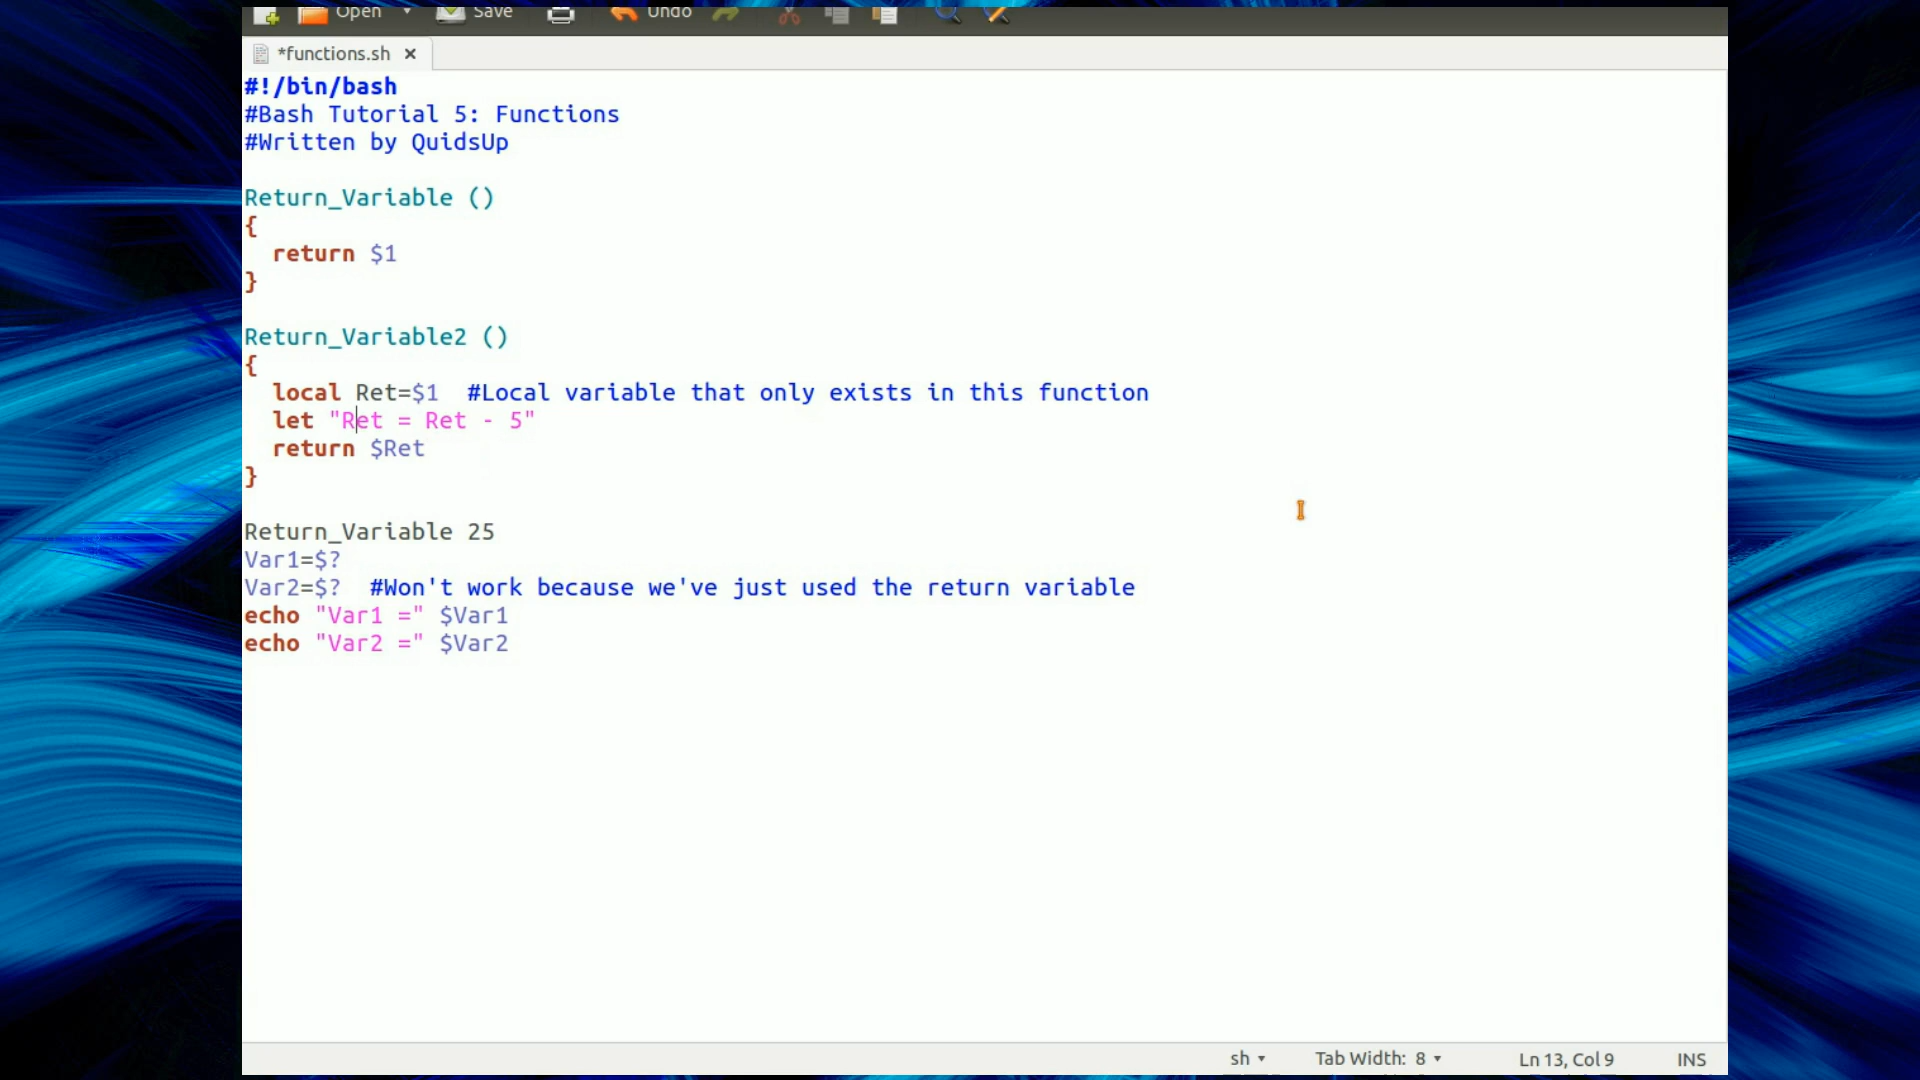 Open Save Undo
*functions.sh
#!/bin/bash
#Bash Tutorial 5: Functions
#Written by QuidsUp
Return_Variable ()
{
return $1
}
Return_Variable2 ()
{
local Ret=$1 #Local variable that only exists in this function
let "Ret = Ret - 5"
return $Ret
}
Return_Variable 25
Var1=$?
Var2=$? #Won't work because we've just used the return variable
echo "Var1 =" $Var1
echo "Var2 =" $Var2
sh Tab Width: 8 Ln 13, Col 9 INS